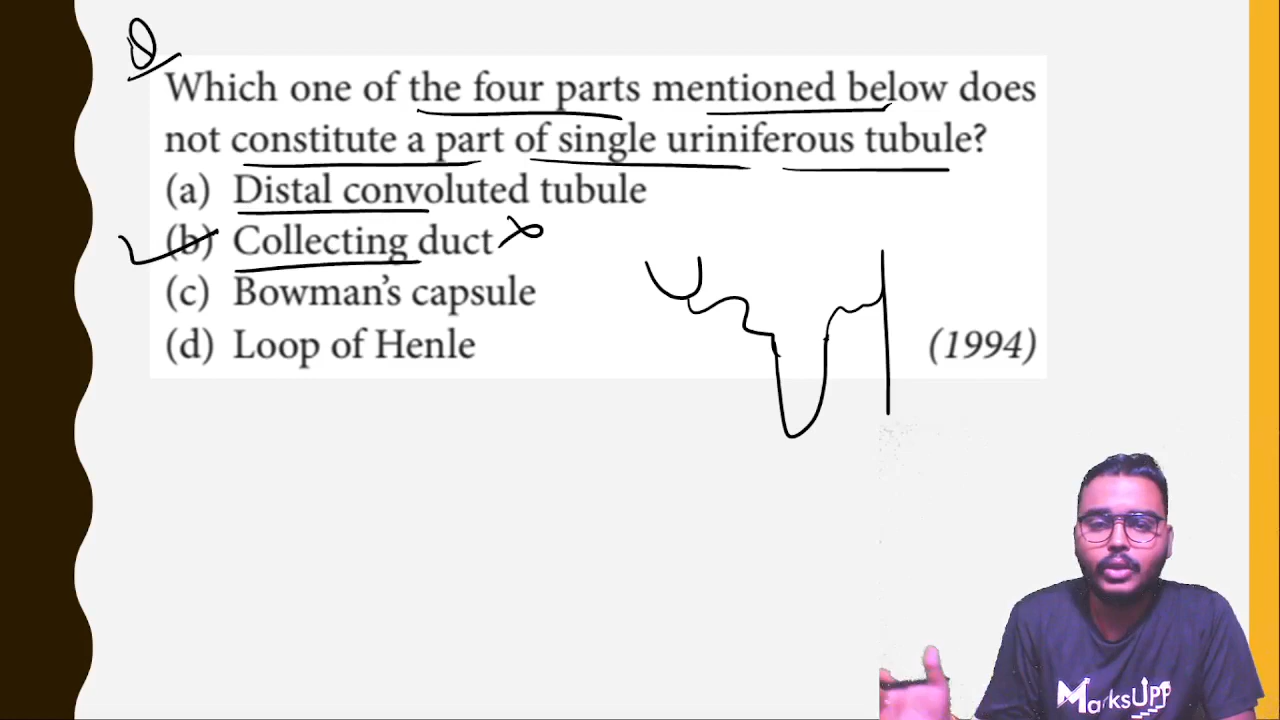 Q
Which one of the four parts mentioned below does
not constitute a part of single uriniferous tubule?
(a) Distal convoluted tubule
(b) Collecting duct
(c) Bowman's capsule
(d) Loop of Henle (1994)
MarksUpp